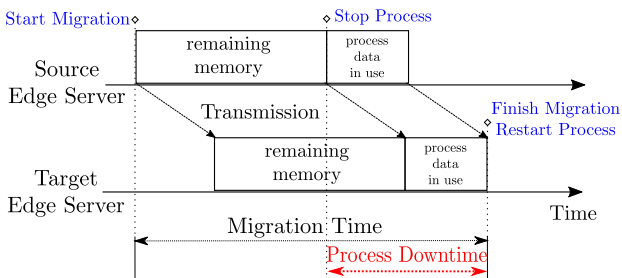 Start Migration
Stop Process
remaining
memory
process
data
in use
Source
Edge Server
Transmission
Finish Migration
Restart Process
remaining
memory
process
data
in use
Target
Edge Server
Time
Migration Time
Process Downtime